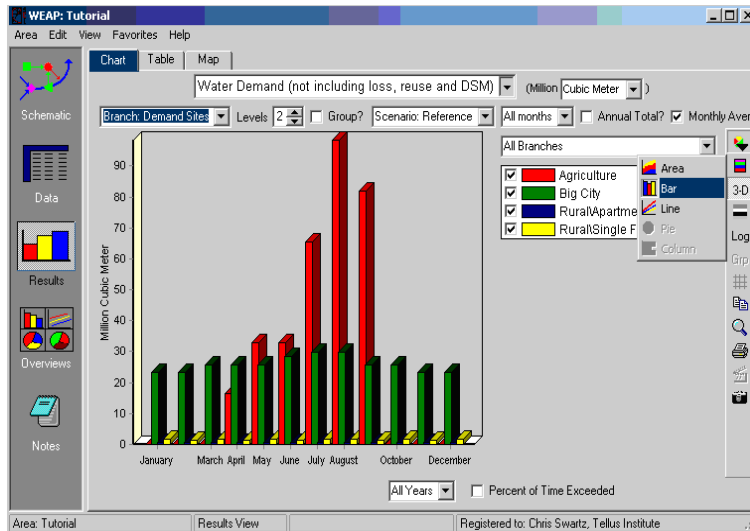 WEAP: Tutorial
Area Edit View Favorites Help
Chart Table Map
Water Demand (not including loss, reuse and DSM) (Million Cubic Meter )
Branch: Demand Sites Levels 2 Group? Scenario: Reference All months Annual Total? Monthly Aver
All Branches
Agriculture
Big City
Rural\Apartme
Rural\Single F
Area
Bar
Line
Pie
Column
3-D
Log
Grp
Schematic
Data
Results
Overviews
Notes
Million Cubic Meter
90
80
70
60
50
40
30
20
10
0
January March April May June July August October December
All Years Percent of Time Exceeded
Area: Tutorial Results View Registered to: Chris Swartz, Tellus Institute